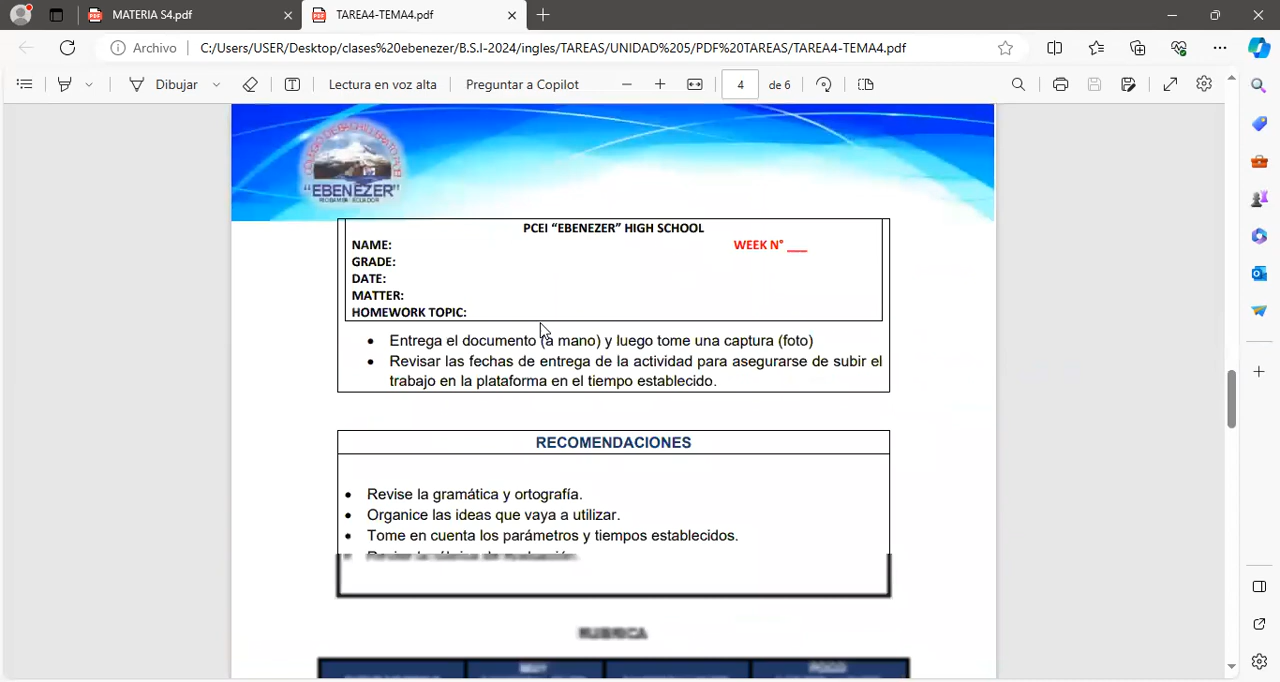 MATERIA S4.pdf
TAREA4-TEMA4.pdf
Archivo
C:/Users/USER/Desktop/clases%20ebenezer/B.S.I-2024/ingles/TAREAS/UNIDAD%205/PDF%20TAREAS/TAREA4-TEMA4.pdf
Dibujar
Lectura en voz alta
Preguntar a Copilot
4
de 6
"EBENEZER"
RIOBAMBA - ECUADOR
PCEI “EBENEZER” HIGH SCHOOL
NAME:
WEEK N° ___
GRADE:
DATE:
MATTER:
HOMEWORK TOPIC:
• Entrega el documento (a mano) y luego tome una captura (foto)
• Revisar las fechas de entrega de la actividad para asegurarse de subir el
trabajo en la plataforma en el tiempo establecido.
RECOMENDACIONES
• Revise la gramática y ortografía.
• Organice las ideas que vaya a utilizar.
• Tome en cuenta los parámetros y tiempos establecidos.
RUBRICA